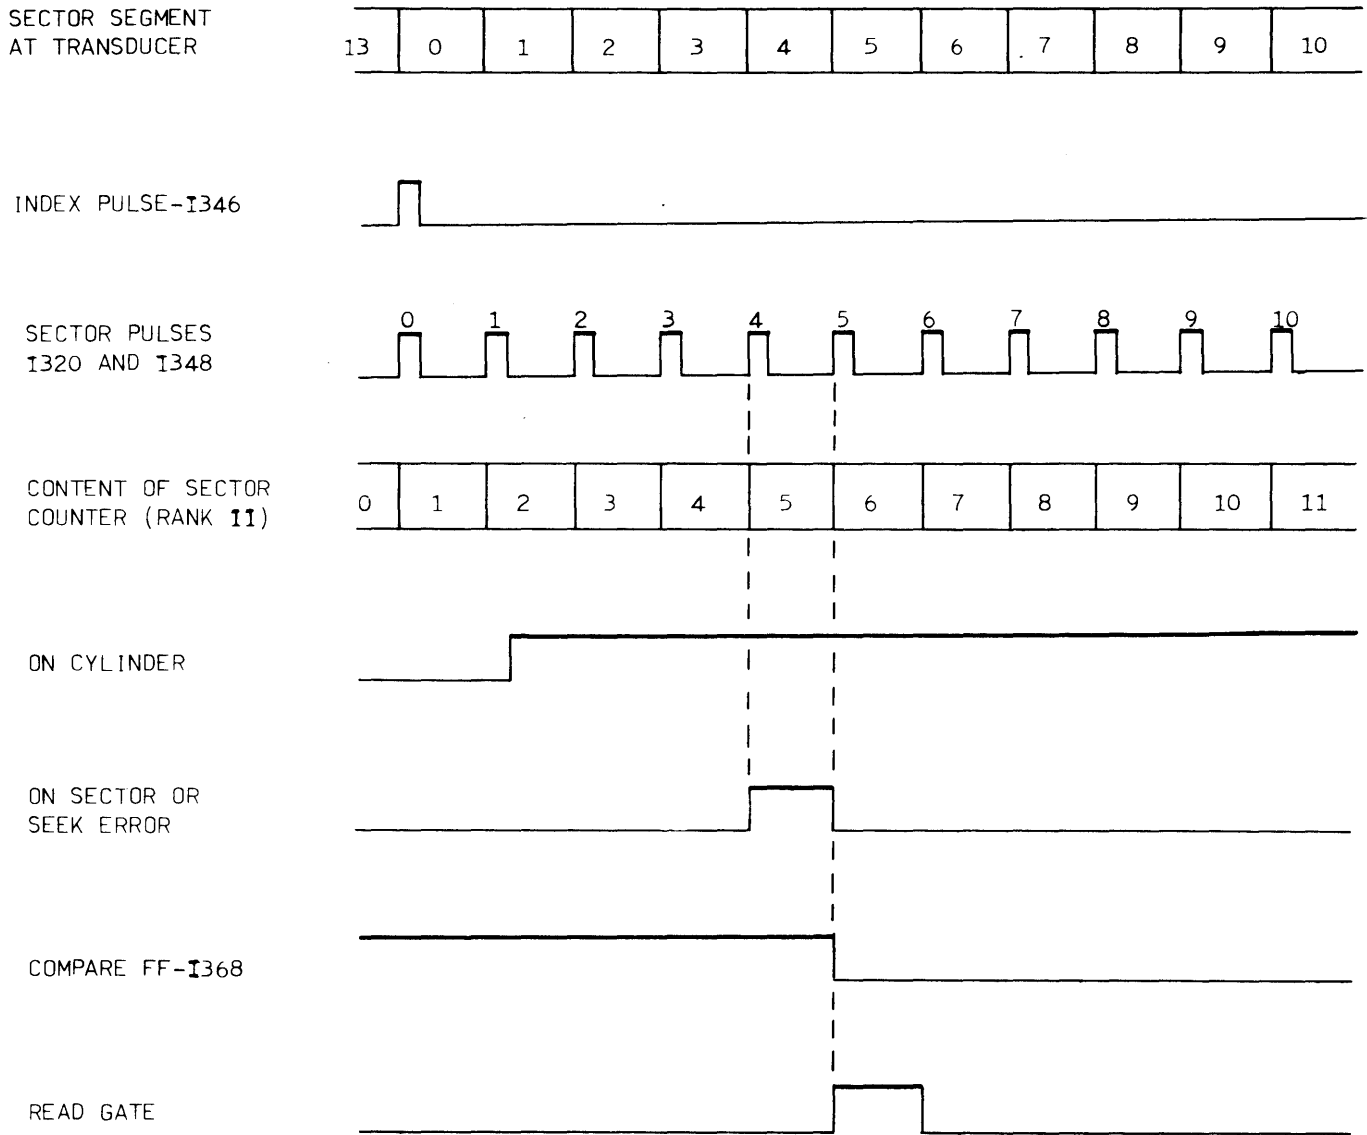 SECTOR SEGMENT
AT TRANSDUCER
13 0 1 2 3 4 5 6 7 8 9 10
INDEX PULSE-I346
0 1 2 3 4 5 6 7 8 9 10
SECTOR PULSES
I320 AND I348
CONTENT OF SECTOR
COUNTER (RANK II)
0 1 2 3 4 5 6 7 8 9 10 11
ON CYLINDER
ON SECTOR OR
SEEK ERROR
COMPARE FF-I368
READ GATE